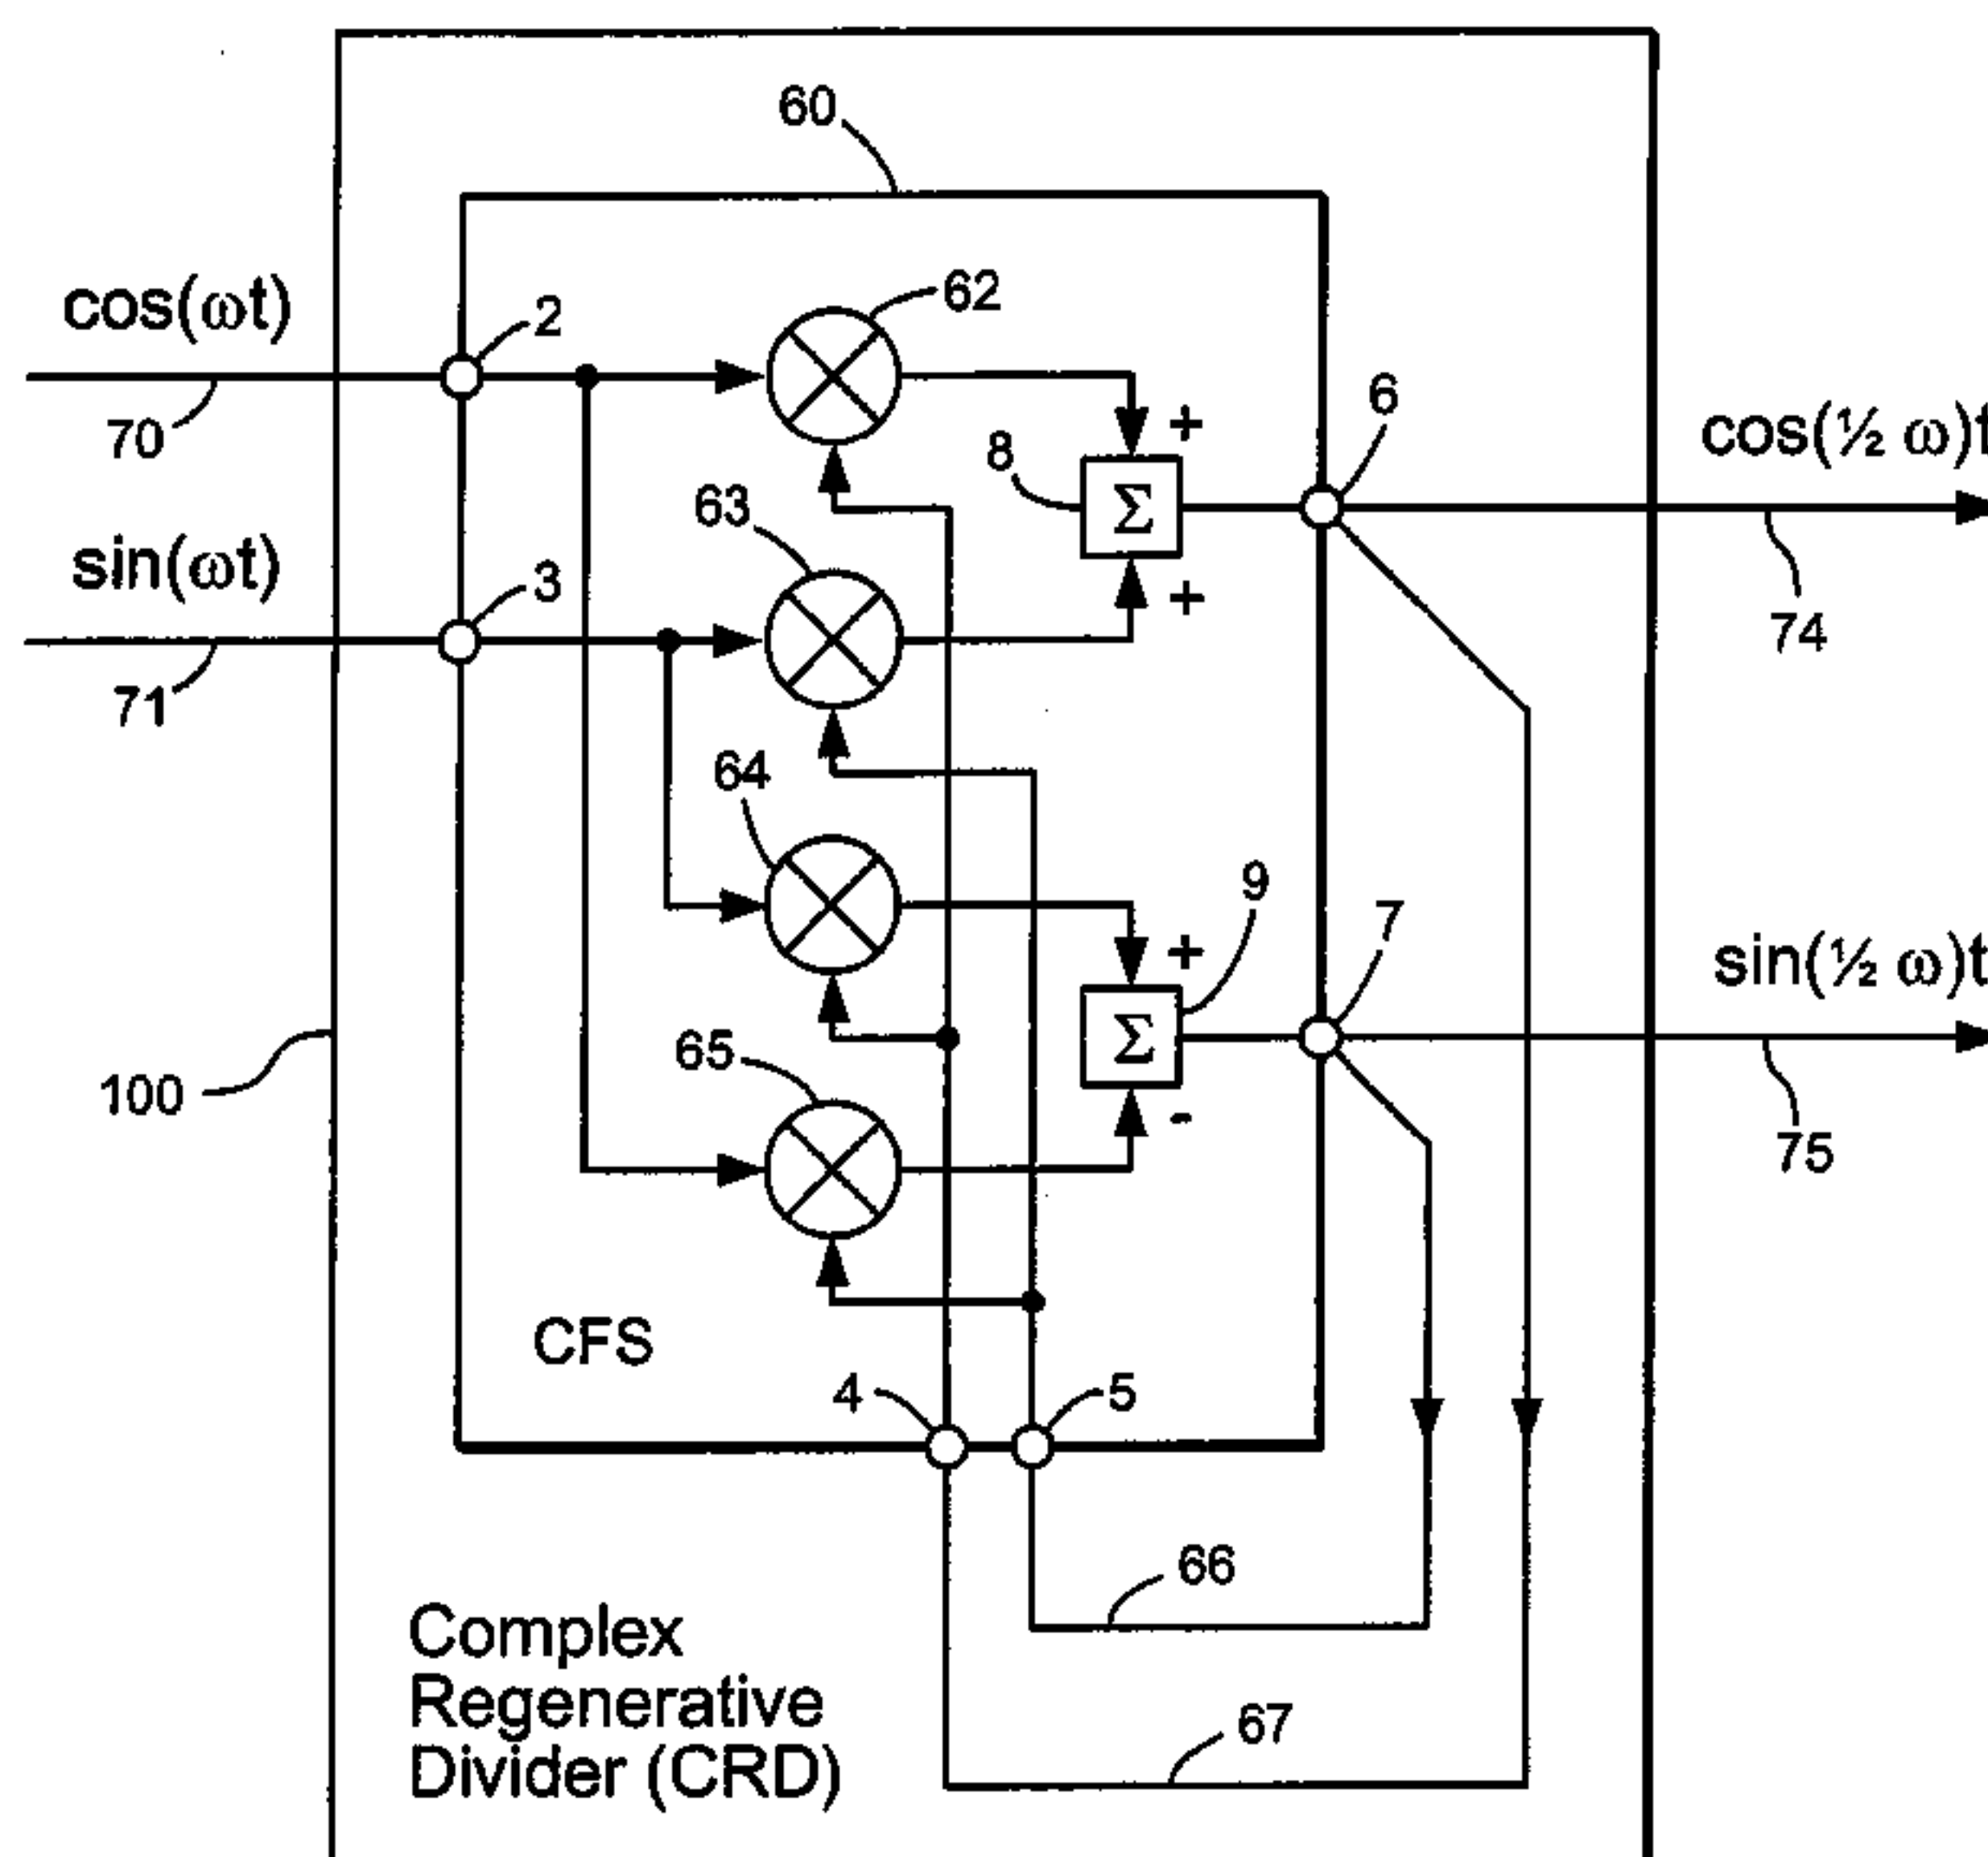 60
cos(ωt)
2
62
70
6
cos(½ ω)t
8
+
Σ
63
sin(ωt)
3
+
74
71
64
9
7
+
sin(½ ω)t
65
Σ
100
-
75
CFS
4
5
66
Complex
Regenerative
Divider (CRD)
67